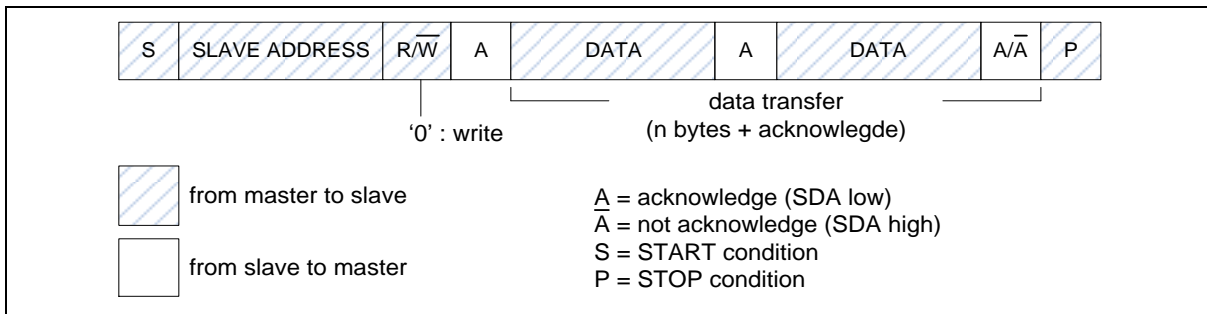 S SLAVE ADDRESS R/W̅ A DATA A DATA A/A̅ P
data transfer
(n bytes + acknowlegde)
‘0’ : write
from master to slave
from slave to master
A = acknowledge (SDA low)
A̅ = not acknowledge (SDA high)
S = START condition
P = STOP condition